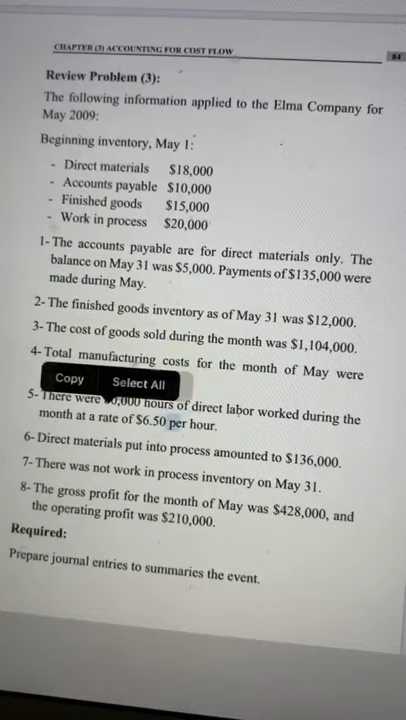 CHAPTER (3) ACCOUNTING FOR COST FLOW
84
Review Problem (3):
The following information applied to the Elma Company for
May 2009:
Beginning inventory, May 1:
- Direct materials $18,000
- Accounts payable $10,000
- Finished goods $15,000
- Work in process $20,000
1- The accounts payable are for direct materials only. The
balance on May 31 was $5,000. Payments of $135,000 were
made during May.
2- The finished goods inventory as of May 31 was $12,000.
3- The cost of goods sold during the month was $1,104,000.
4- Total manufacturing costs for the month of May were
Copy Select All
5- There were 0,000 hours of direct labor worked during the
month at a rate of $6.50 per hour.
6- Direct materials put into process amounted to $136,000.
7- There was not work in process inventory on May 31.
8- The gross profit for the month of May was $428,000, and
the operating profit was $210,000.
Required:
Prepare journal entries to summaries the event.